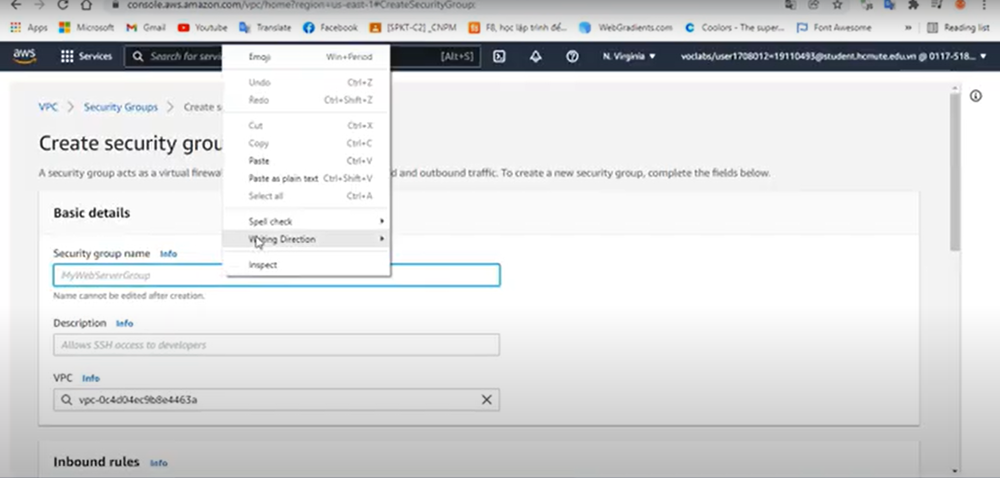 console.aws.amazon.com/vpc/home?region=us-east-1#CreateSecurityGroup:
Apps Microsoft Gmail Youtube Translate Facebook [SPKT-C2]_CNPM F8, học lập trình để... WebGradients.com Coolors - The super... Font Awesome » Reading list
aws Services Search for servi [Alt+S] N. Virginia voclabs/user1708012=19110493@student.hcmute.edu.vn @ 0117-518...
Emoji Win+Period
Undo Ctrl+Z
Redo Ctrl+Shift+Z
Cut Ctrl+X
Copy Ctrl+C
Paste Ctrl+V
Paste as plain text Ctrl+Shift+V
Select all Ctrl+A
Spell check
Writing Direction
Inspect
VPC > Security Groups > Create s
Create security grou
A security group acts as a virtual firewa d and outbound traffic. To create a new security group, complete the fields below.
Basic details
Security group name Info
MyWebServerGroup
Name cannot be edited after creation.
Description Info
Allows SSH access to developers
VPC Info
vpc-0c4d04ec9b8e4463a
Inbound rules Info